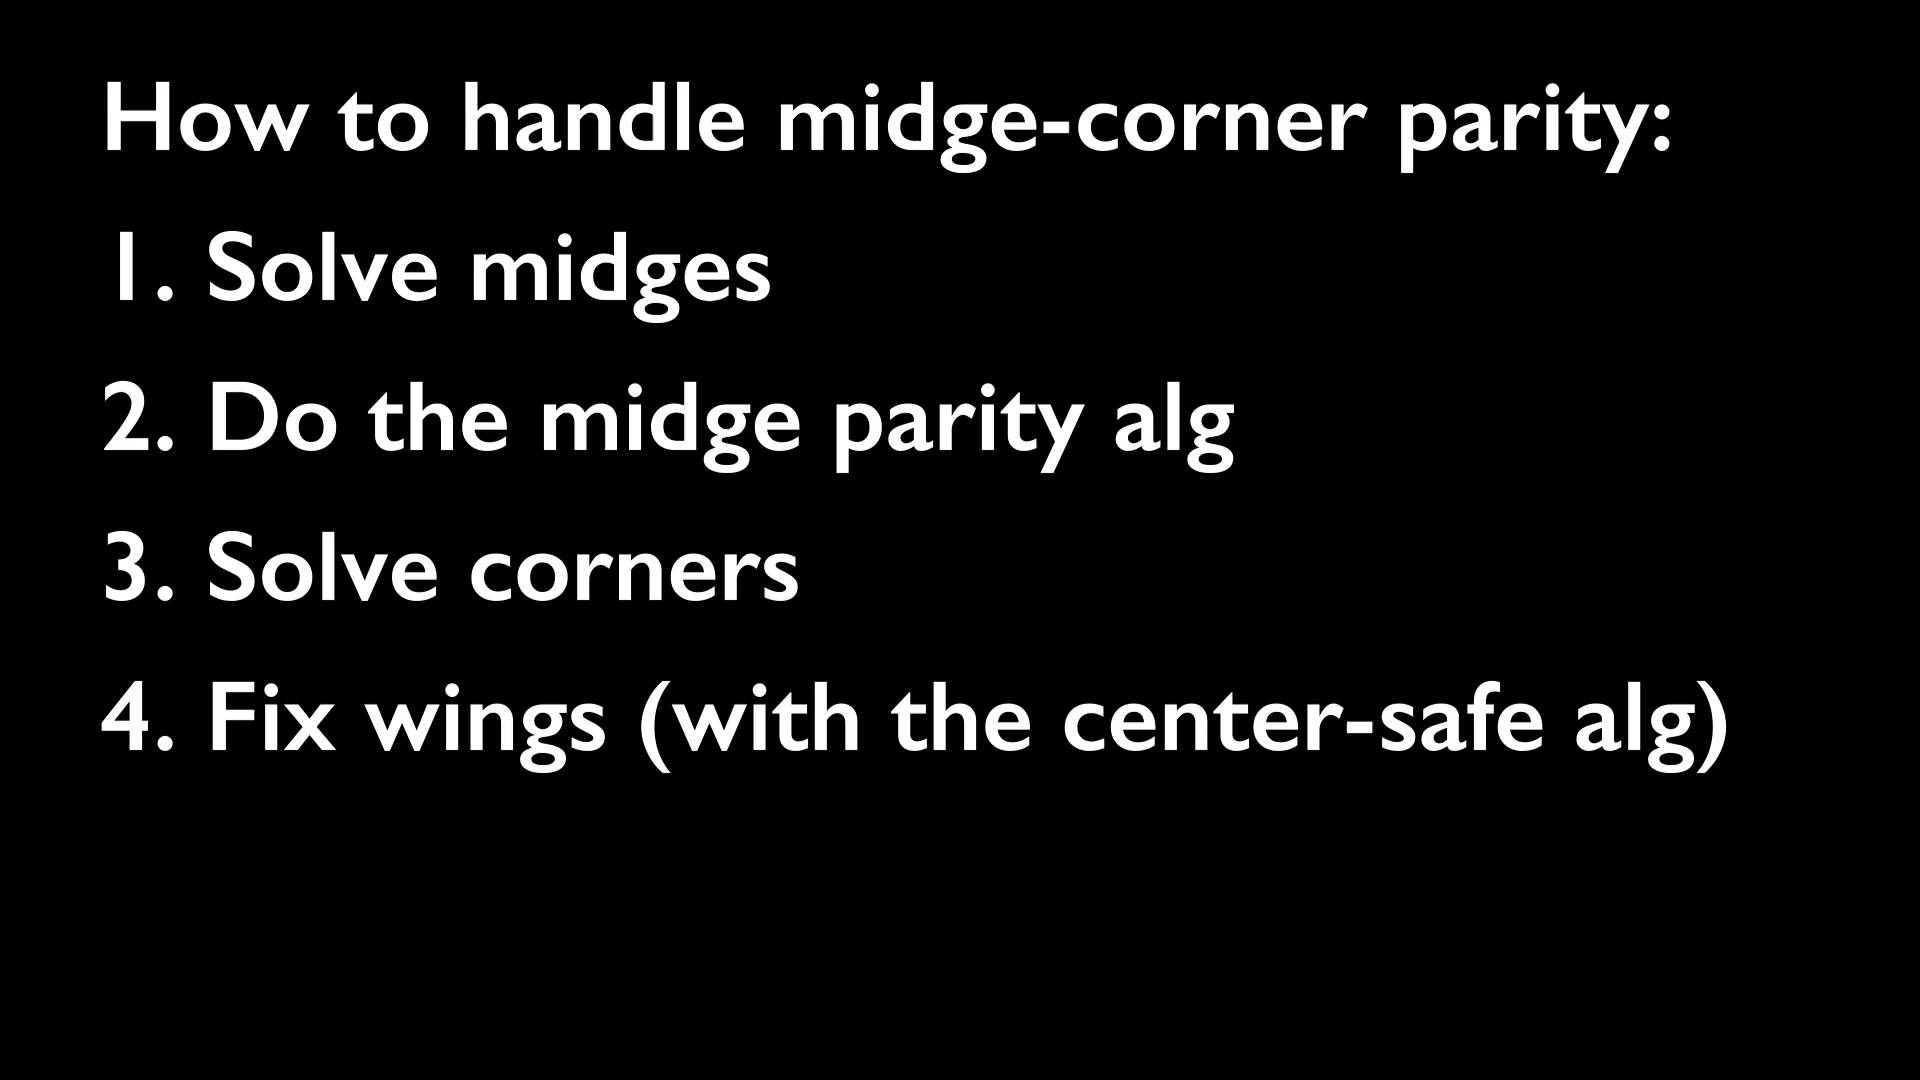 How to handle midge-corner parity:
1. Solve midges
2. Do the midge parity alg
3. Solve corners
4. Fix wings (with the center-safe alg)